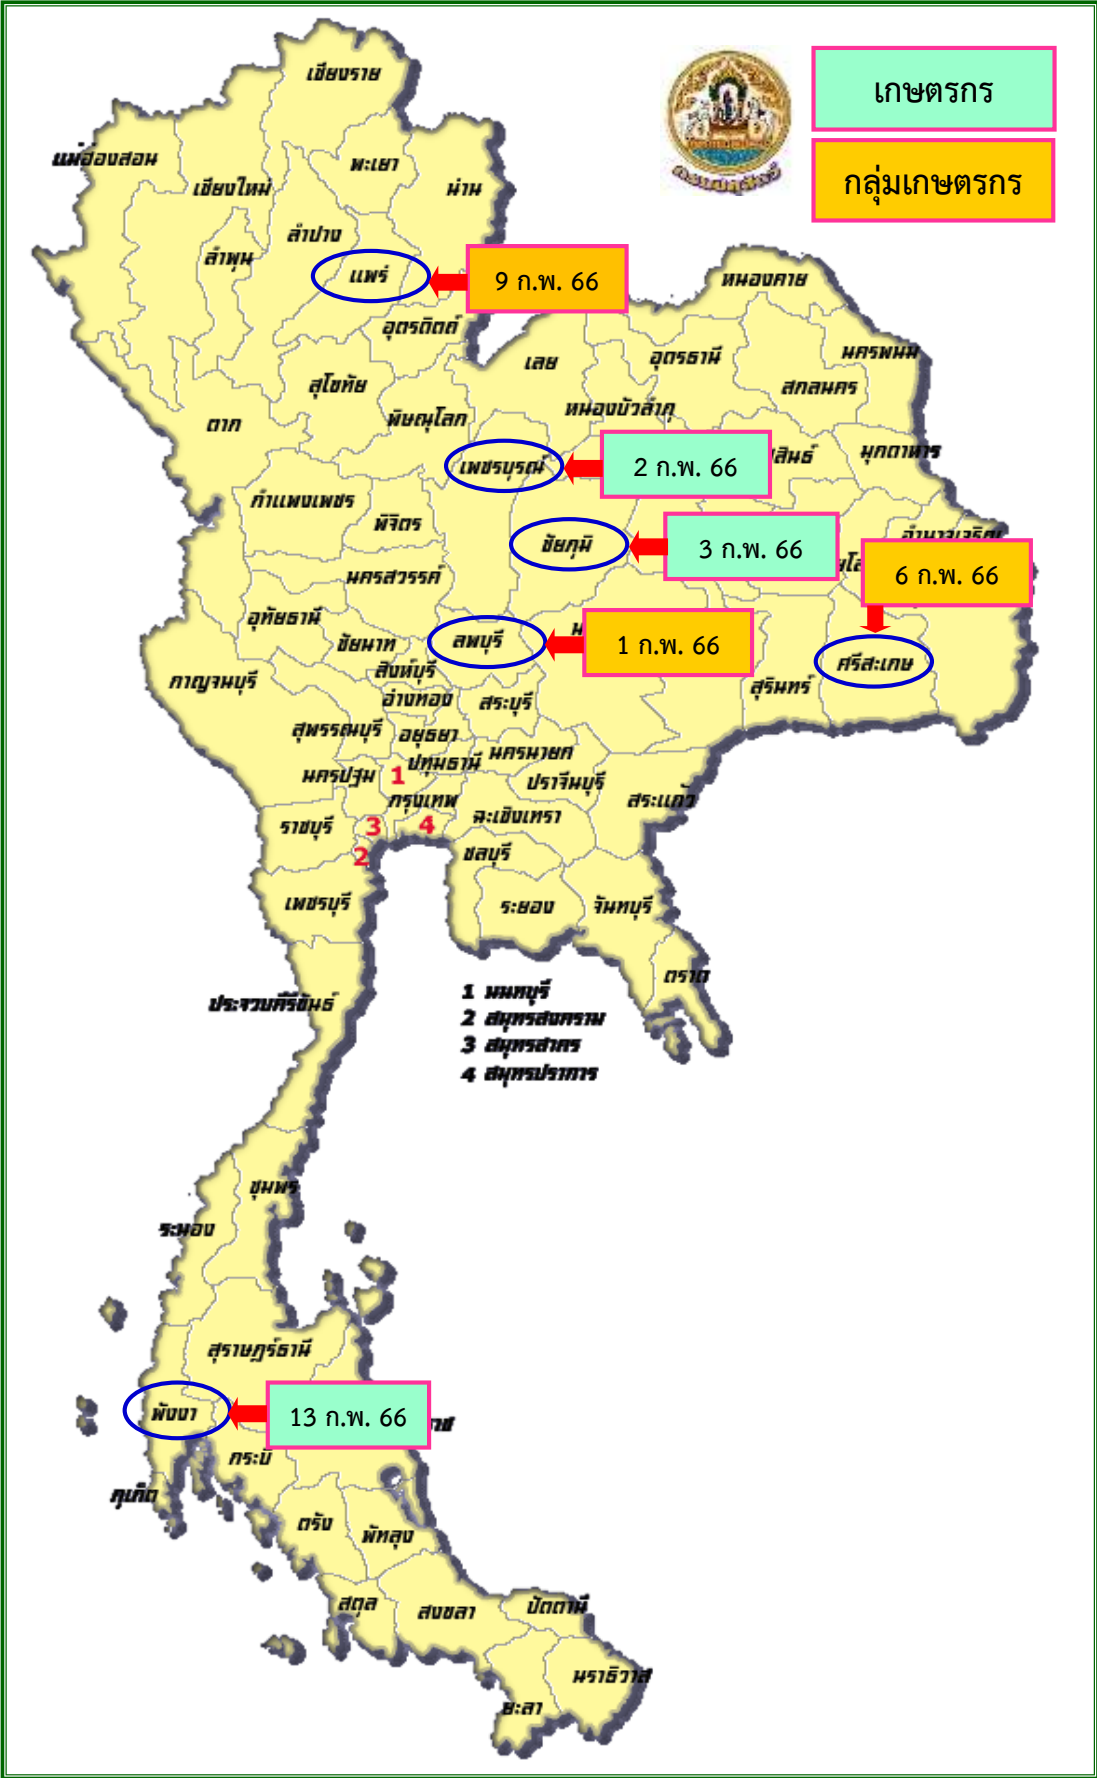 เชียงราย
เกษตรกร
แม่ฮ่องสอน
เชียงใหม่
พะเยา
น่าน
กลุ่มเกษตรกร
ลำปาง
ลำพูน
แพร่
9 ก.พ. 66
หนองคาย
อุตรดิตถ์
เลย
อุดรธานี
นครพนม
สุโขทัย
สกลนคร
ตาก
พิษณุโลก
หนองบัวลำภู
เพชรบูรณ์
2 ก.พ. 66
สินธ์
มุกดาหาร
กำแพงเพชร
พิจิตร
ชัยภูมิ
3 ก.พ. 66
อำนาจเจริญ
นครสวรรค์
6 ก.พ. 66
อุทัยธานี
ชัยนาท
ลพบุรี
1 ก.พ. 66
ศรีสะเกษ
กาญจนบุรี
สิงห์บุรี
อ่างทอง
สระบุรี
สุรินทร์
สุพรรณบุรี
อยุธยา
นครนายก
นครปฐม
1
ปทุมธานี
ปราจีนบุรี
สระแก้ว
กรุงเทพ
ราชบุรี
3
4
ฉะเชิงเทรา
2
ชลบุรี
เพชรบุรี
ระยอง
จันทบุรี
ตราด
ประจวบคีรีขันธ์
1 นนทบุรี
2 สมุทรสงคราม
3 สมุทรสาคร
4 สมุทรปราการ
ชุมพร
ระนอง
สุราษฎร์ธานี
พังงา
13 ก.พ. 66
าช
กระบี่
ภูเก็ต
ตรัง
พัทลุง
สตูล
สงขลา
ปัตตานี
นราธิวาส
ยะลา